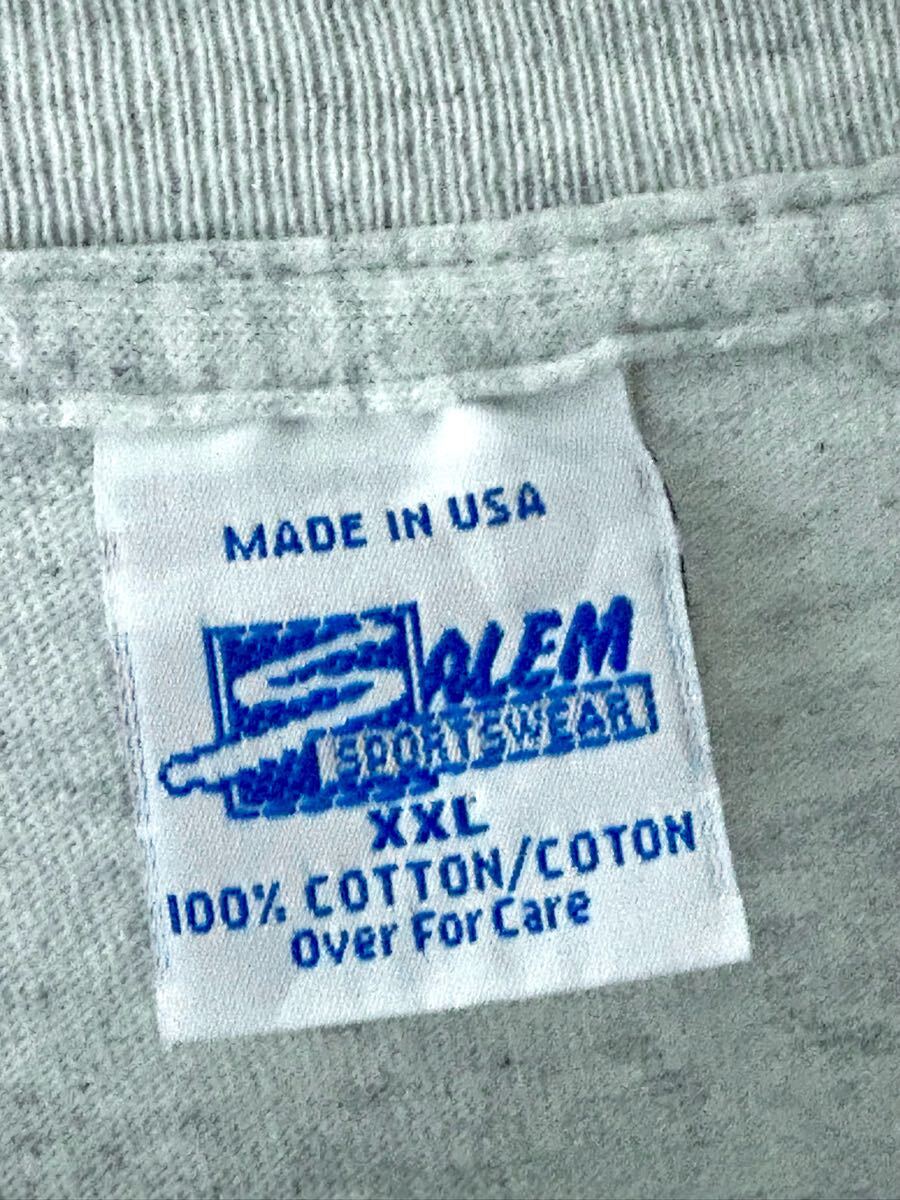 MADE IN USA
SALEM
SPORTSWEAR
XXL
100% COTTON/COTON
Over For Care